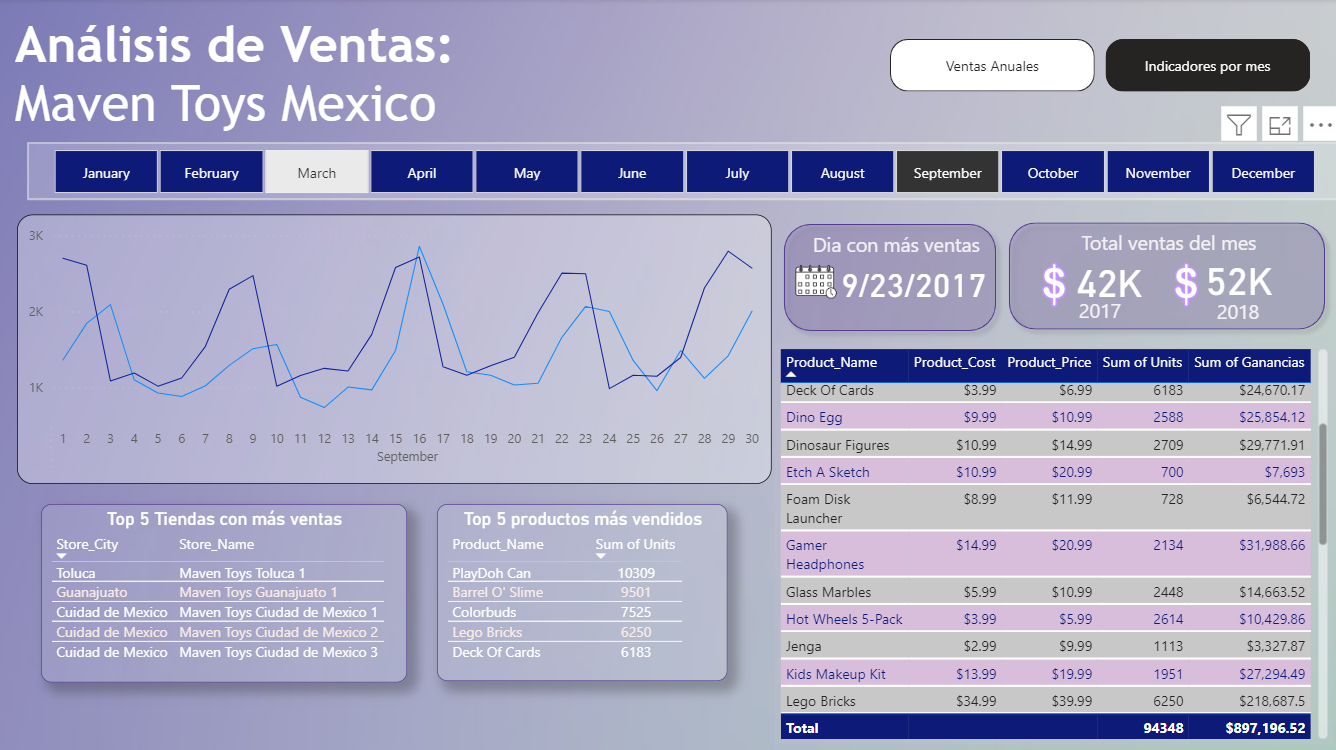 Análisis de Ventas:
Maven Toys Mexico
Ventas Anuales
Indicadores por mes
January February March April May June July August September October November December
3K
2K
1K
1 2 3 4 5 6 7 8 9 10 11 12 13 14 15 16 17 18 19 20 21 22 23 24 25 26 27 28 29 30
September
Dia con más ventas
9/23/2017
Total ventas del mes
$ 42K $ 52K
2017 2018
Top 5 Tiendas con más ventas
Store_City Store_Name
Toluca Maven Toys Toluca 1
Guanajuato Maven Toys Guanajuato 1
Cuidad de Mexico Maven Toys Ciudad de Mexico 1
Cuidad de Mexico Maven Toys Ciudad de Mexico 2
Cuidad de Mexico Maven Toys Ciudad de Mexico 3
Top 5 productos más vendidos
Product_Name Sum of Units
PlayDoh Can 10309
Barrel O' Slime 9501
Colorbuds 7525
Lego Bricks 6250
Deck Of Cards 6183
Product_Name Product_Cost Product_Price Sum of Units Sum of Ganancias
Deck Of Cards $3.99 $6.99 6183 $24,670.17
Dino Egg $9.99 $10.99 2588 $25,854.12
Dinosaur Figures $10.99 $14.99 2709 $29,771.91
Etch A Sketch $10.99 $20.99 700 $7,693
Foam Disk $8.99 $11.99 728 $6,544.72
Launcher
Gamer $14.99 $20.99 2134 $31,988.66
Headphones
Glass Marbles $5.99 $10.99 2448 $14,663.52
Hot Wheels 5-Pack $3.99 $5.99 2614 $10,429.86
Jenga $2.99 $9.99 1113 $3,327.87
Kids Makeup Kit $13.99 $19.99 1951 $27,294.49
Lego Bricks $34.99 $39.99 6250 $218,687.5
Total 94348 $897,196.52